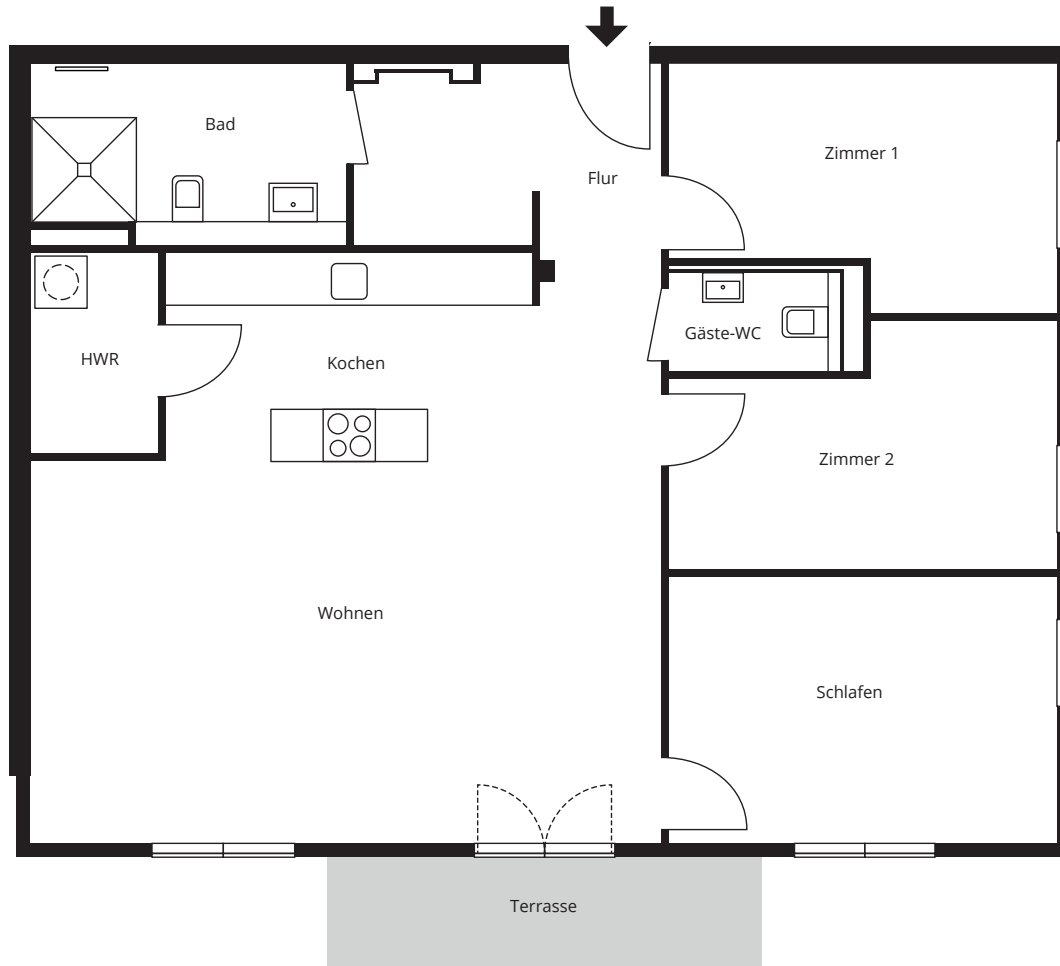 Bad
Zimmer 1
Flur
Gäste-WC
HWR
Kochen
Zimmer 2
Wohnen
Schlafen
Terrasse